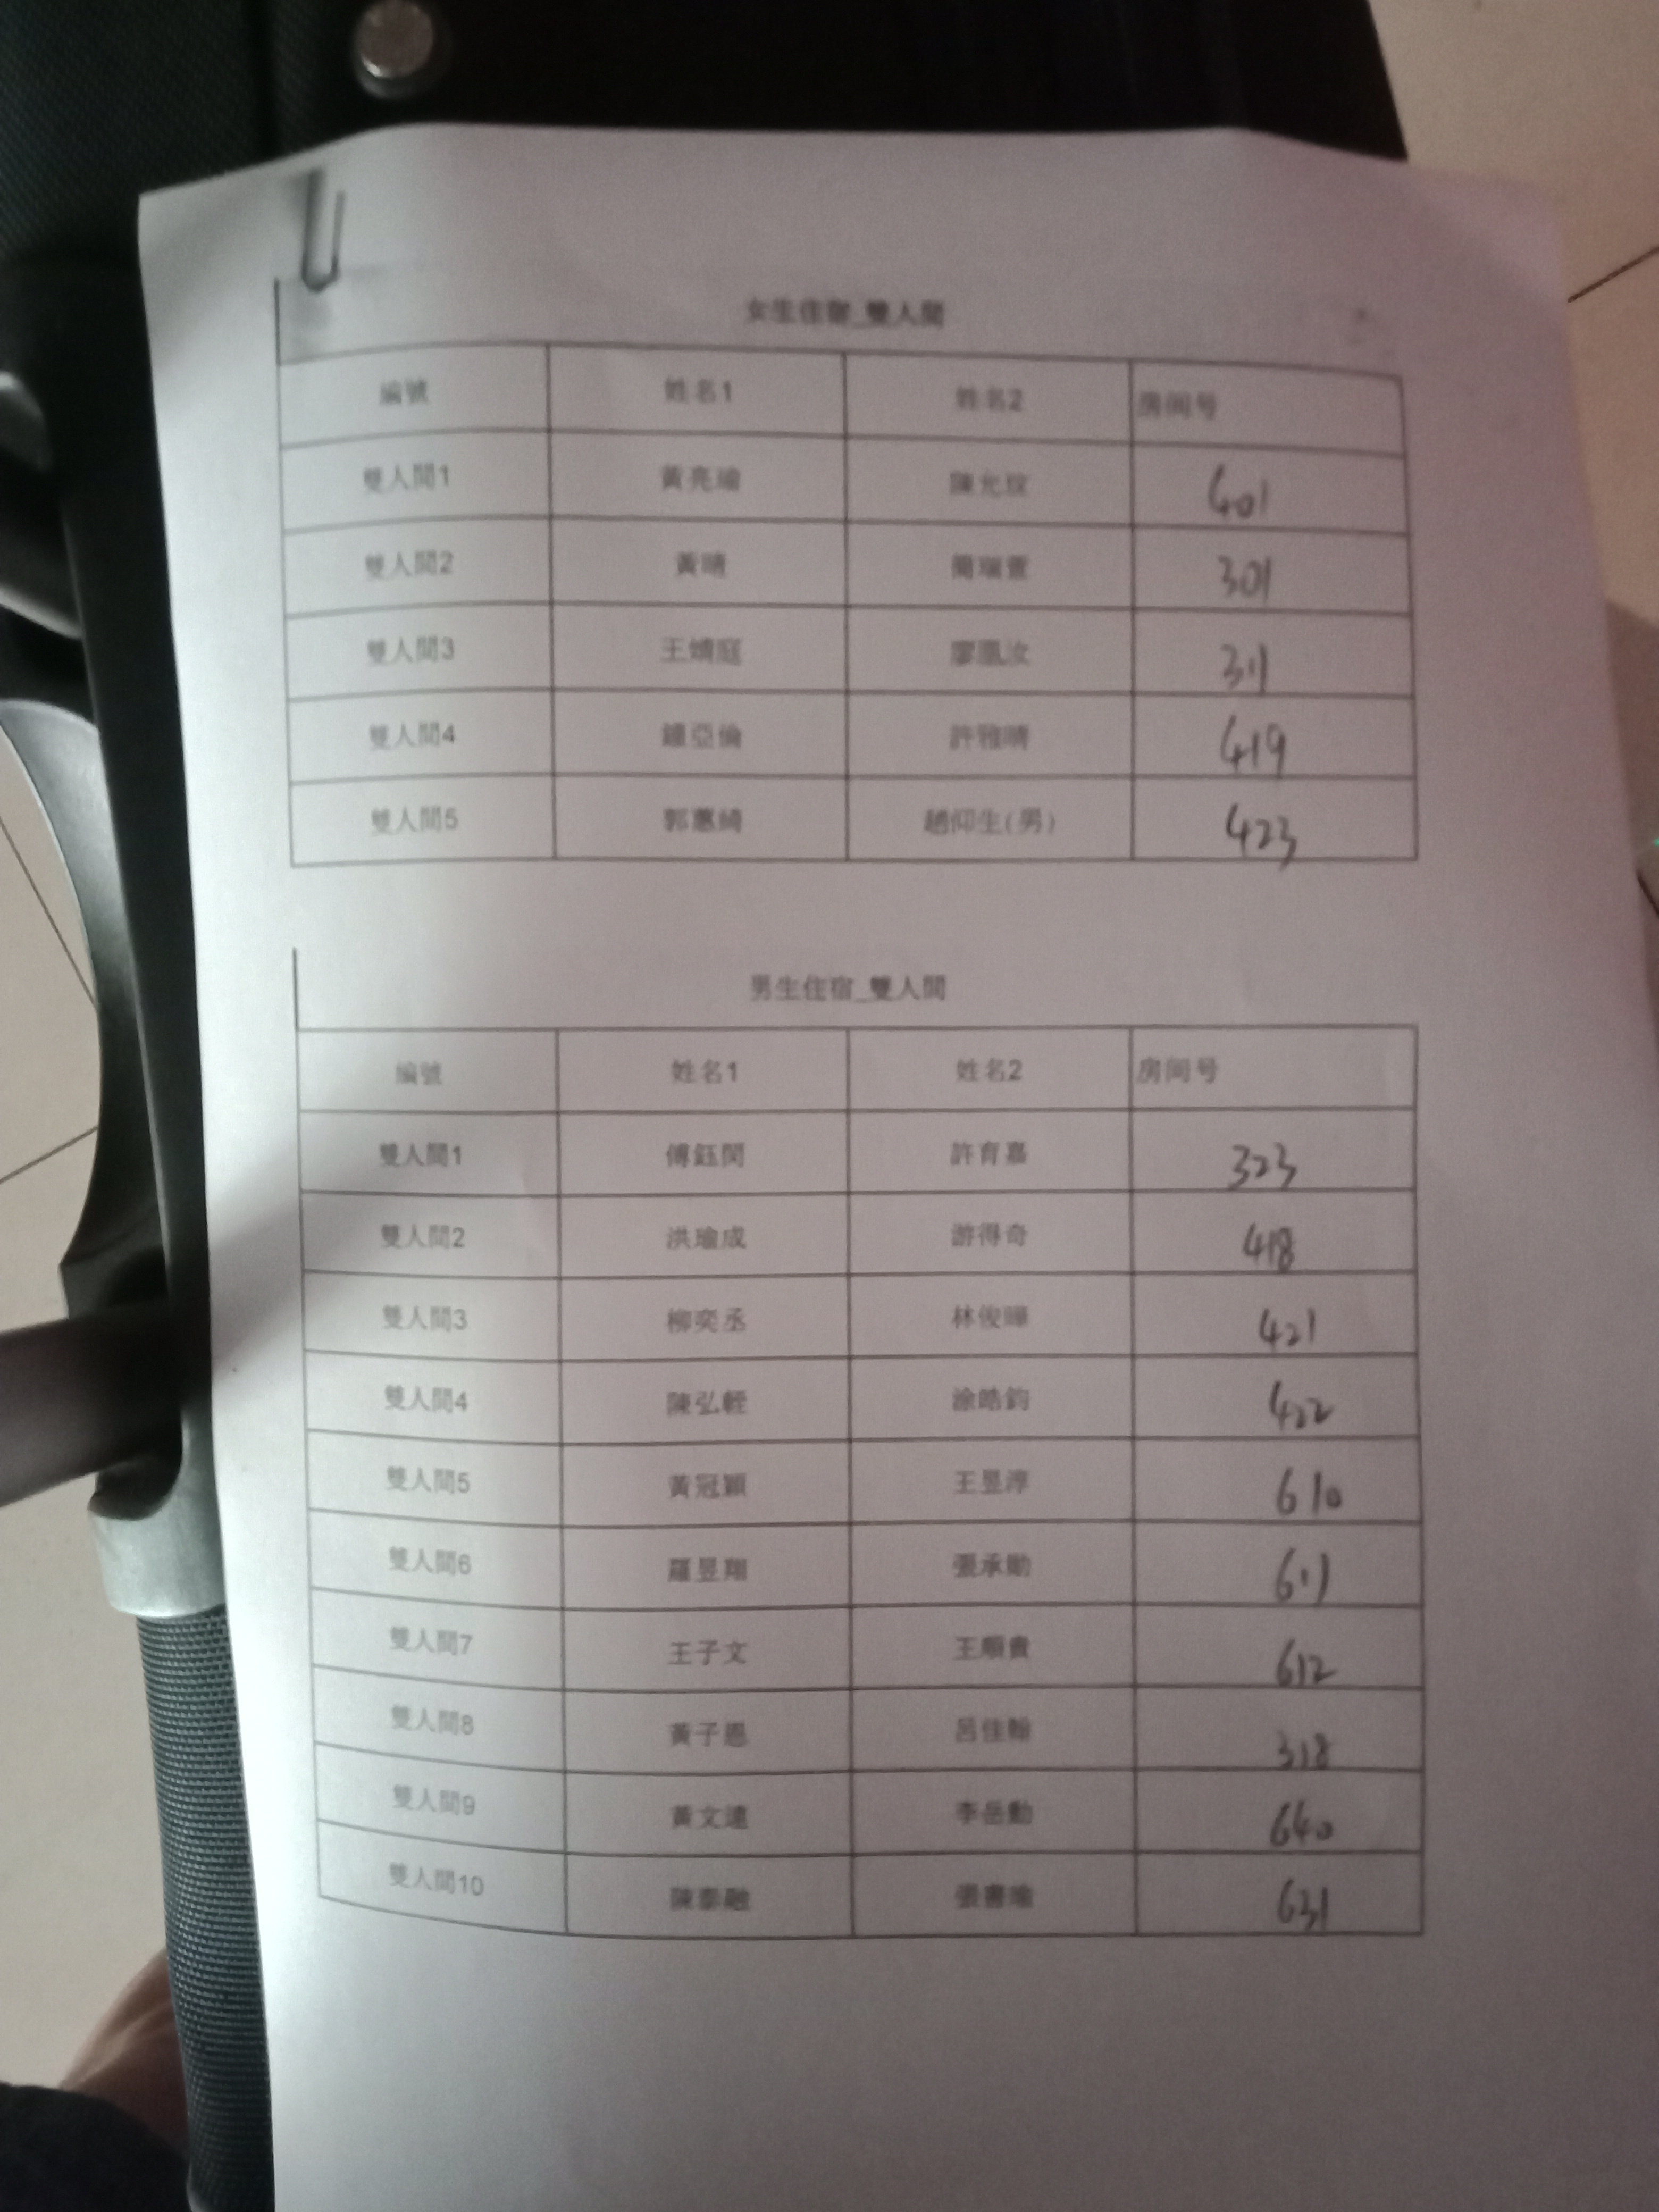 女生住宿_雙人間
編號 姓名1 姓名2 房间号
雙人間1 黃亮瑜 陳允玟 401
雙人間2 黃晴 簡瑞萱 301
雙人間3 王婧庭 廖凰汝 311
雙人間4 鍾亞倫 許雅晴 419
雙人間5 郭蕙綺 趙仰生(男) 423
男生住宿_雙人間
編號 姓名1 姓名2 房间号
雙人間1 傅鈺閔 許育嘉 323
雙人間2 洪瑜成 游得奇 418
雙人間3 柳奕丞 林俊曄 421
雙人間4 陳弘輊 涂皓鈞 422
雙人間5 黃冠穎 王昱淳 610
雙人間6 羅昱翔 張承勛 611
雙人間7 王子文 王順貴 612
雙人間8 黃子恩 呂佳翰 318
雙人間9 黃文遠 李岳勳 640
雙人間10 陳泰融 張書瑜 631